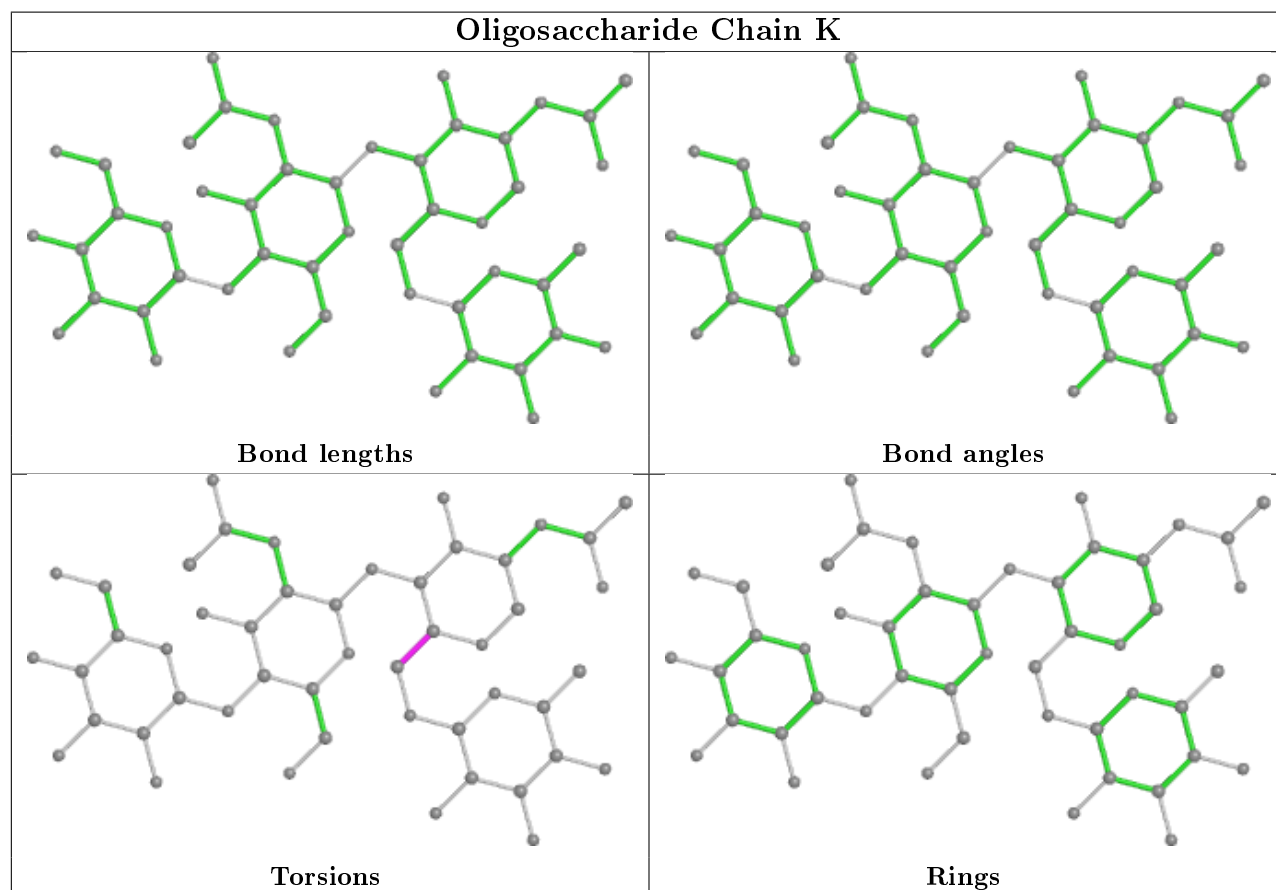 Oligosaccharide Chain K
Bond lengths
Bond angles
Torsions
Rings